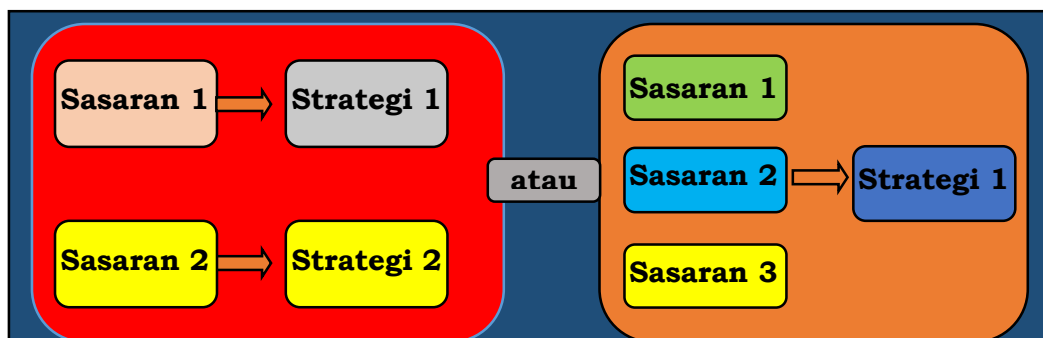 Sasaran 1
Strategi 1
Sasaran 2
Strategi 2
atau
Sasaran 1
Sasaran 2
Strategi 1
Sasaran 3